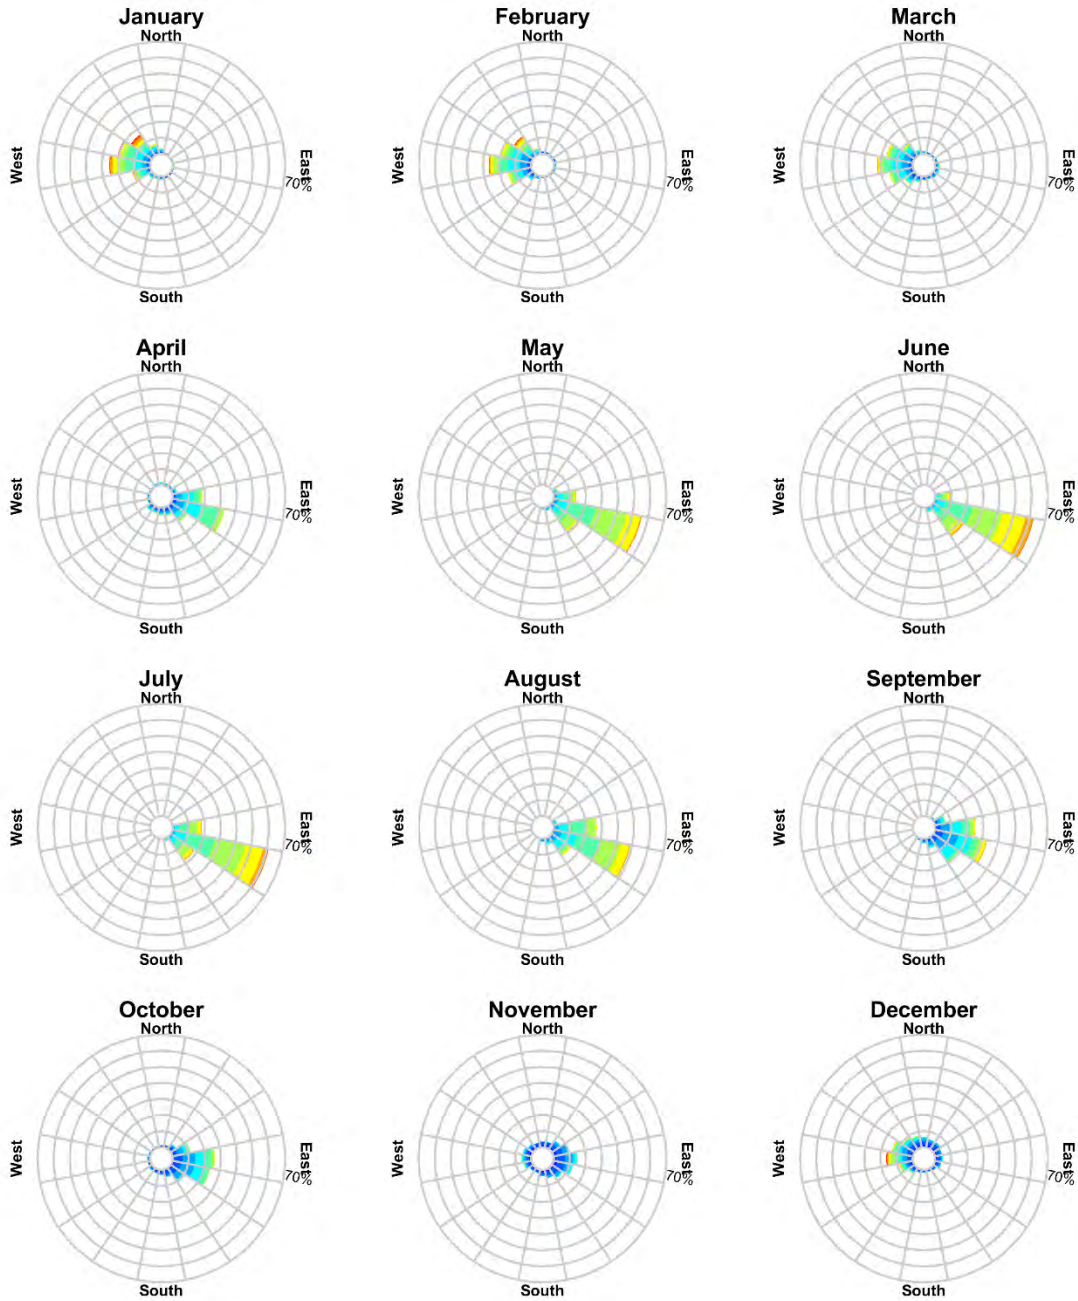 January
North
West
East
70%
South
February
North
West
East
70%
South
March
North
West
East
70%
South
April
North
West
East
70%
South
May
North
West
East
70%
South
June
North
West
East
70%
South
July
North
West
East
70%
South
August
North
West
East
70%
South
September
North
West
East
70%
South
October
North
West
East
70%
South
November
North
West
East
70%
South
December
North
West
East
70%
South